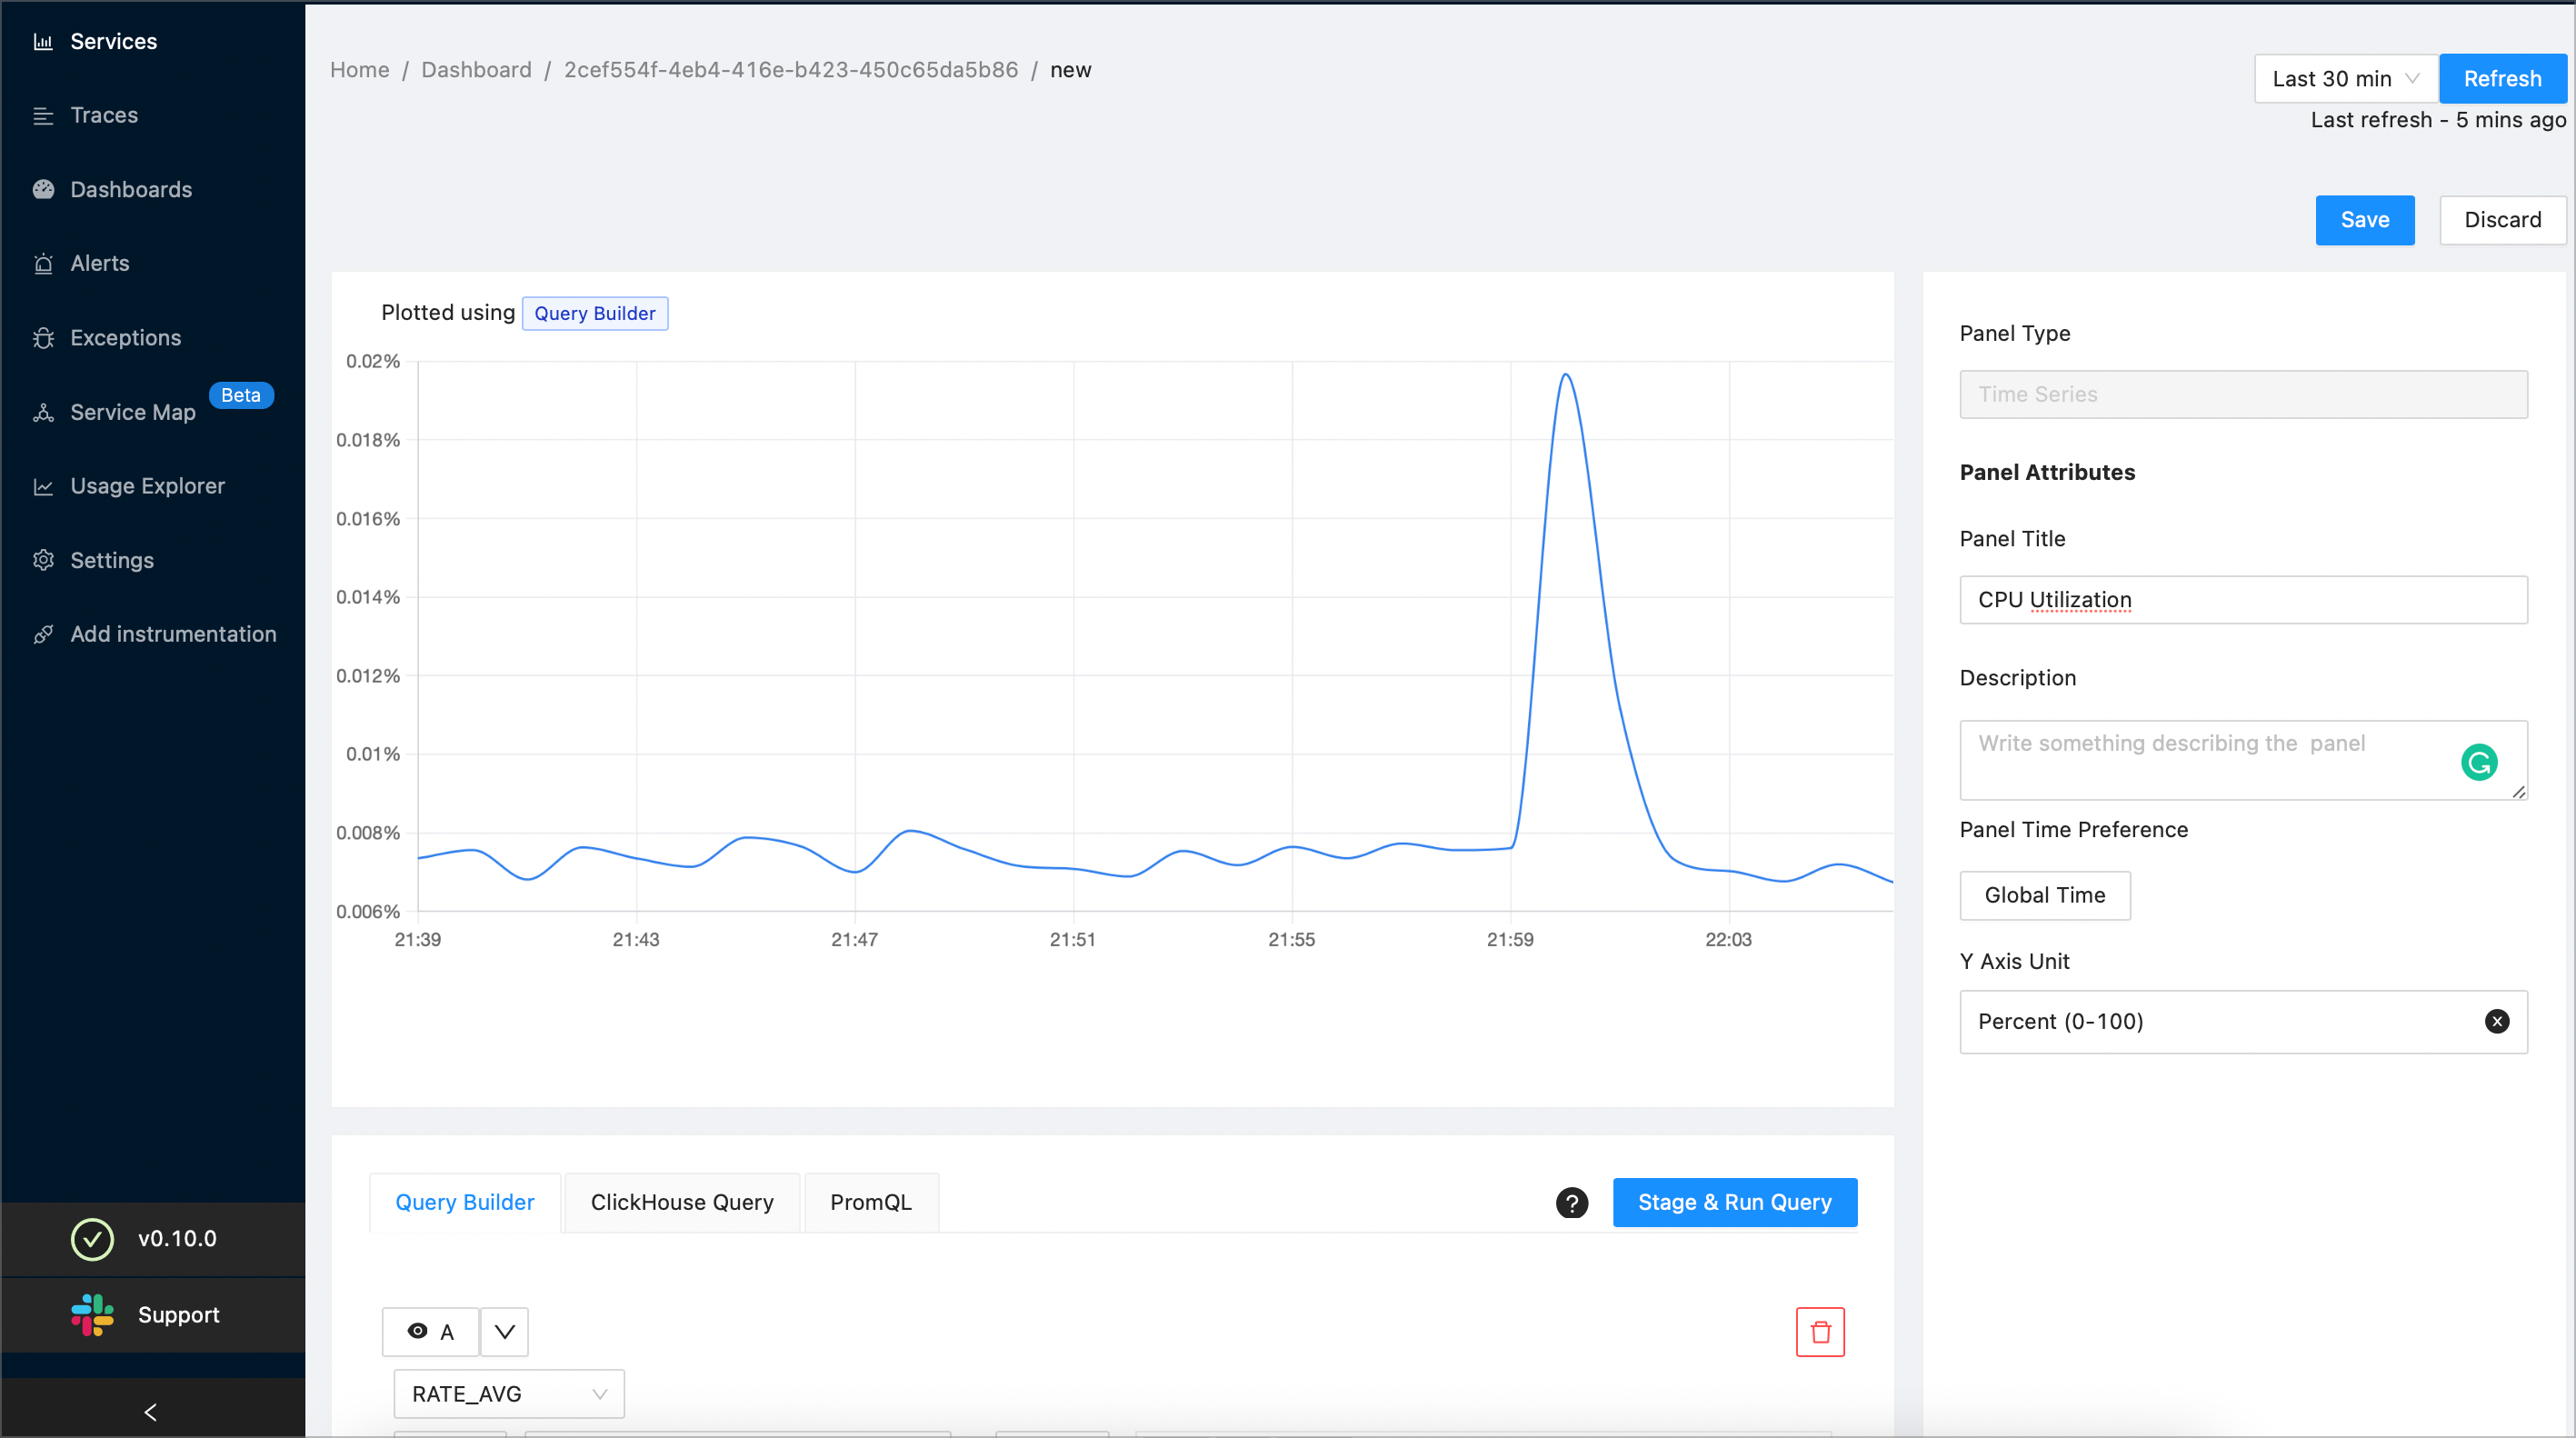 Services
Traces
Dashboards
Alerts
Exceptions
Service Map Beta
Usage Explorer
Settings
Add instrumentation
v0.10.0
Support
Home / Dashboard / 2cef554f-4eb4-416e-b423-450c65da5b86 / new
Last 30 min Refresh
Last refresh - 5 mins ago
Save Discard
Plotted using Query Builder
0.02%
0.018%
0.016%
0.014%
0.012%
0.01%
0.008%
0.006%
21:39 21:43 21:47 21:51 21:55 21:59 22:03
Query Builder ClickHouse Query PromQL ? Stage & Run Query
A
RATE_AVG
Panel Type
Time Series
Panel Attributes
Panel Title
CPU Utilization
Description
Write something describing the  panel
Panel Time Preference
Global Time
Y Axis Unit
Percent (0-100)